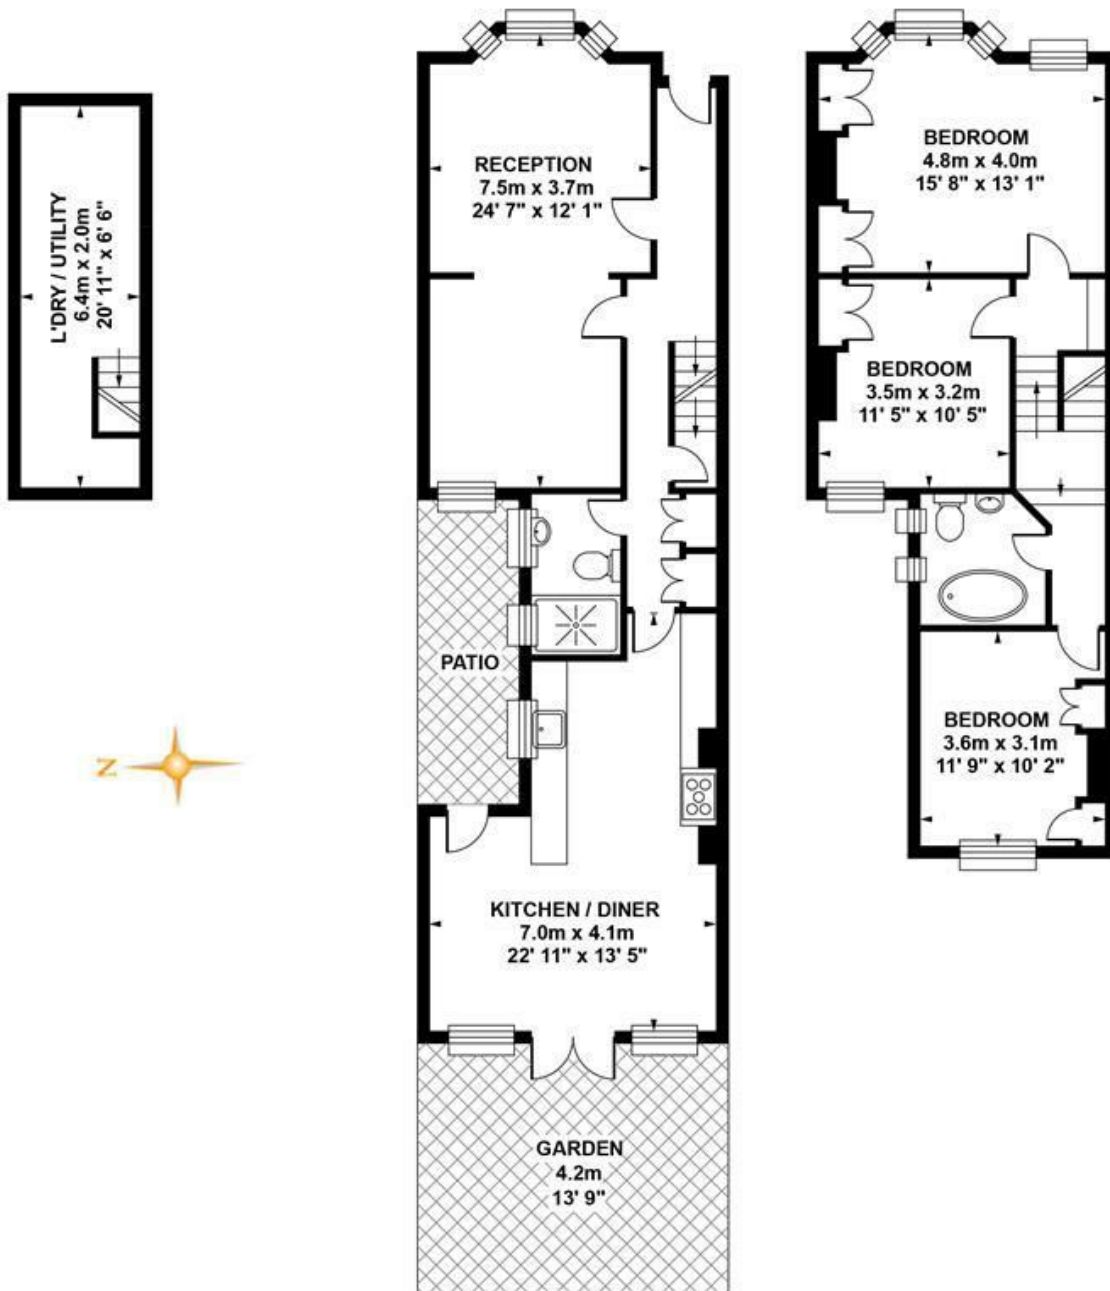 L'DRY / UTILITY
6.4m x 2.0m
20' 11" x 6' 6"
RECEPTION
7.5m x 3.7m
24' 7" x 12' 1"
PATIO
KITCHEN / DINER
7.0m x 4.1m
22' 11" x 13' 5"
GARDEN
4.2m
13' 9"
BEDROOM
4.8m x 4.0m
15' 8" x 13' 1"
BEDROOM
3.5m x 3.2m
11' 5" x 10' 5"
BEDROOM
3.6m x 3.1m
11' 9" x 10' 2"
N